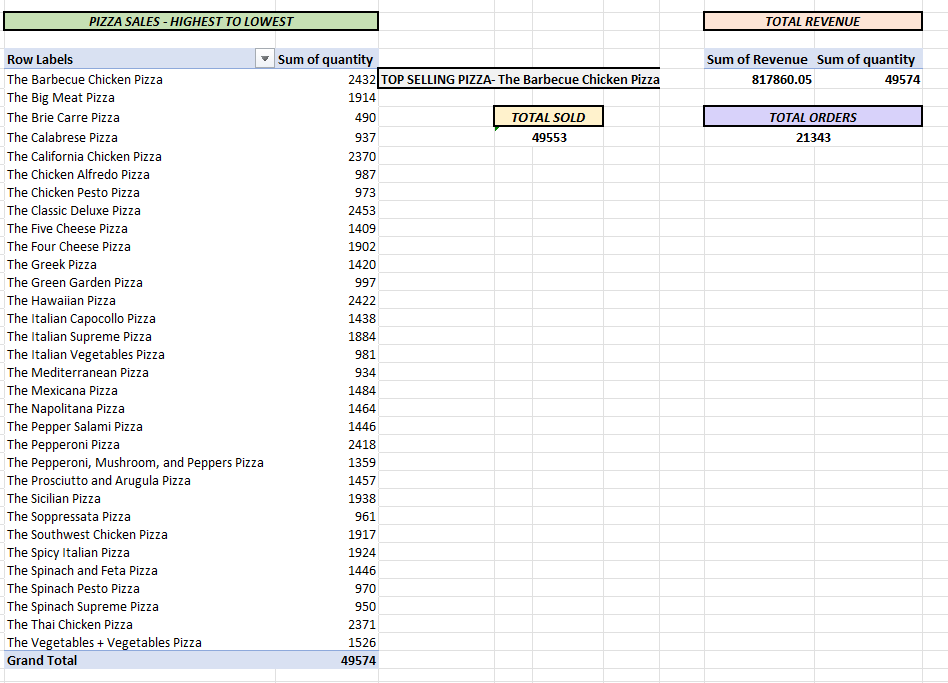 PIZZA SALES - HIGHEST TO LOWEST TOTAL REVENUE
Row Labels Sum of quantity Sum of Revenue Sum of quantity
The Barbecue Chicken Pizza 2432 TOP SELLING PIZZA- The Barbecue Chicken Pizza 817860.05 49574
The Big Meat Pizza 1914
The Brie Carre Pizza 490 TOTAL SOLD TOTAL ORDERS
The Calabrese Pizza 937 49553 21343
The California Chicken Pizza 2370
The Chicken Alfredo Pizza 987
The Chicken Pesto Pizza 973
The Classic Deluxe Pizza 2453
The Five Cheese Pizza 1409
The Four Cheese Pizza 1902
The Greek Pizza 1420
The Green Garden Pizza 997
The Hawaiian Pizza 2422
The Italian Capocollo Pizza 1438
The Italian Supreme Pizza 1884
The Italian Vegetables Pizza 981
The Mediterranean Pizza 934
The Mexicana Pizza 1484
The Napolitana Pizza 1464
The Pepper Salami Pizza 1446
The Pepperoni Pizza 2418
The Pepperoni, Mushroom, and Peppers Pizza 1359
The Prosciutto and Arugula Pizza 1457
The Sicilian Pizza 1938
The Soppressata Pizza 961
The Southwest Chicken Pizza 1917
The Spicy Italian Pizza 1924
The Spinach and Feta Pizza 1446
The Spinach Pesto Pizza 970
The Spinach Supreme Pizza 950
The Thai Chicken Pizza 2371
The Vegetables + Vegetables Pizza 1526
Grand Total 49574